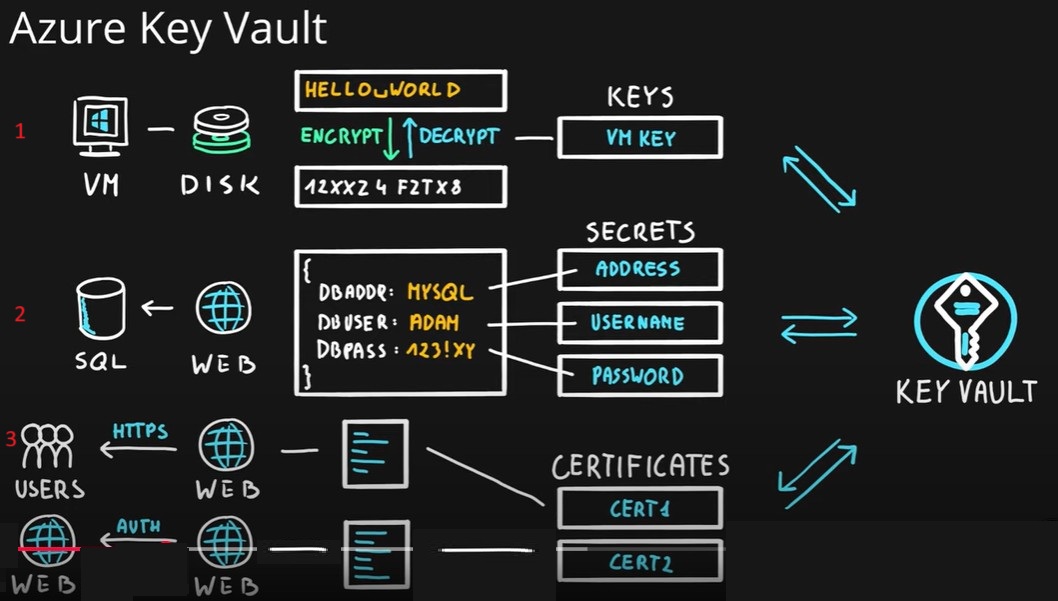 Azure Key Vault
1
VM
DISK
HELLO␣WORLD
ENCRYPT
DECRYPT
12XXZ4 F2TX8
KEYS
VM KEY
2
SQL
WEB
{
DBADDR: MYSQL
DBUSER: ADAM
DBPASS: 123!XY
}
SECRETS
ADDRESS
USERNAME
PASSWORD
KEY VAULT
3
USERS
HTTPS
WEB
CERTIFICATES
CERT1
WEB
AUTH
WEB
CERT2